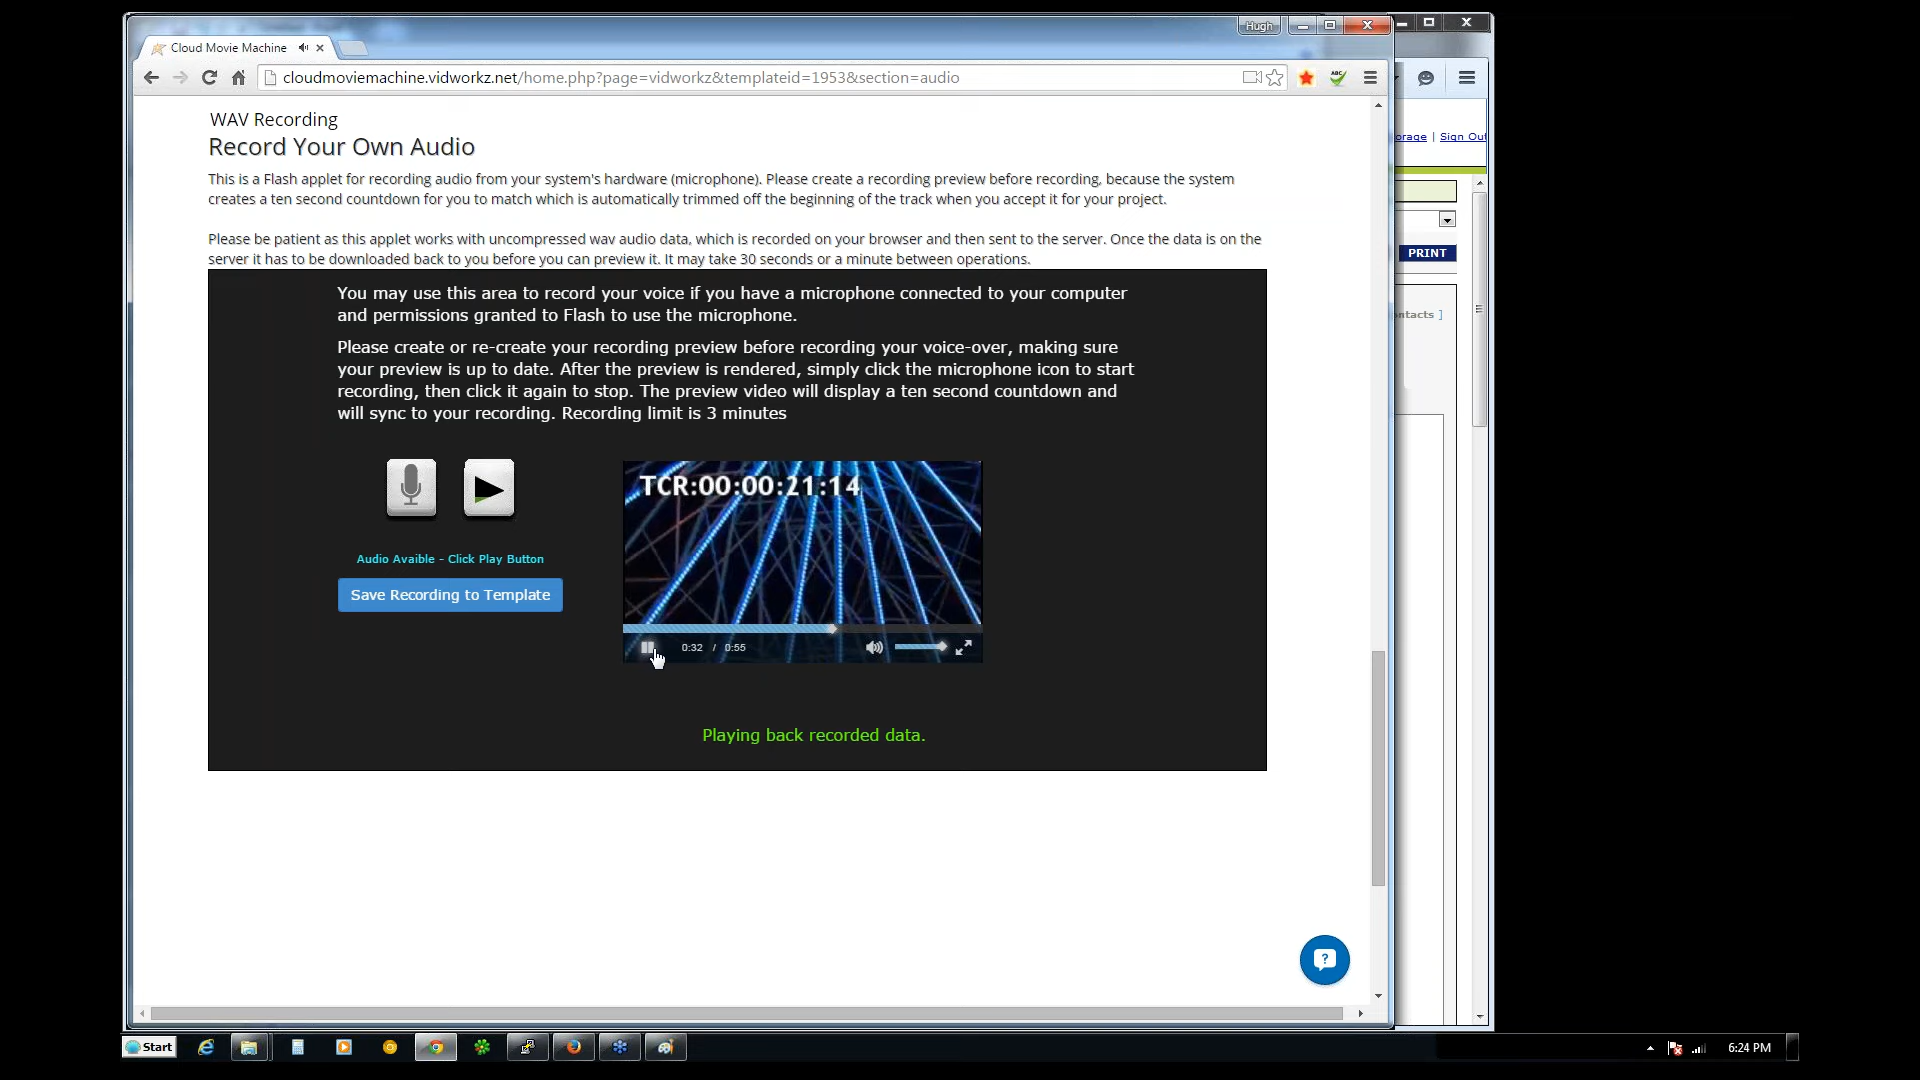 Hugh
Cloud Movie Machine
cloudmoviemachine.vidworkz.net/home.php?page=vidworkz&templateid=1953&section=audio
ABC
orage | Sign Out
WAV Recording
Record Your Own Audio
This is a Flash applet for recording audio from your system's hardware (microphone). Please create a recording preview before recording, because the system
creates a ten second countdown for you to match which is automatically trimmed off the beginning of the track when you accept it for your project.
Please be patient as this applet works with uncompressed wav audio data, which is recorded on your browser and then sent to the server. Once the data is on the
server it has to be downloaded back to you before you can preview it. It may take 30 seconds or a minute between operations.
PRINT
ntacts ]
You may use this area to record your voice if you have a microphone connected to your computer
and permissions granted to Flash to use the microphone.
Please create or re-create your recording preview before recording your voice-over, making sure
your preview is up to date. After the preview is rendered, simply click the microphone icon to start
recording, then click it again to stop. The preview video will display a ten second countdown and
will sync to your recording. Recording limit is 3 minutes
TCR:00:00:21:14
Audio Avaible - Click Play Button
Save Recording to Template
0:32 / 0:55
Playing back recorded data.
?
Start
6:24 PM